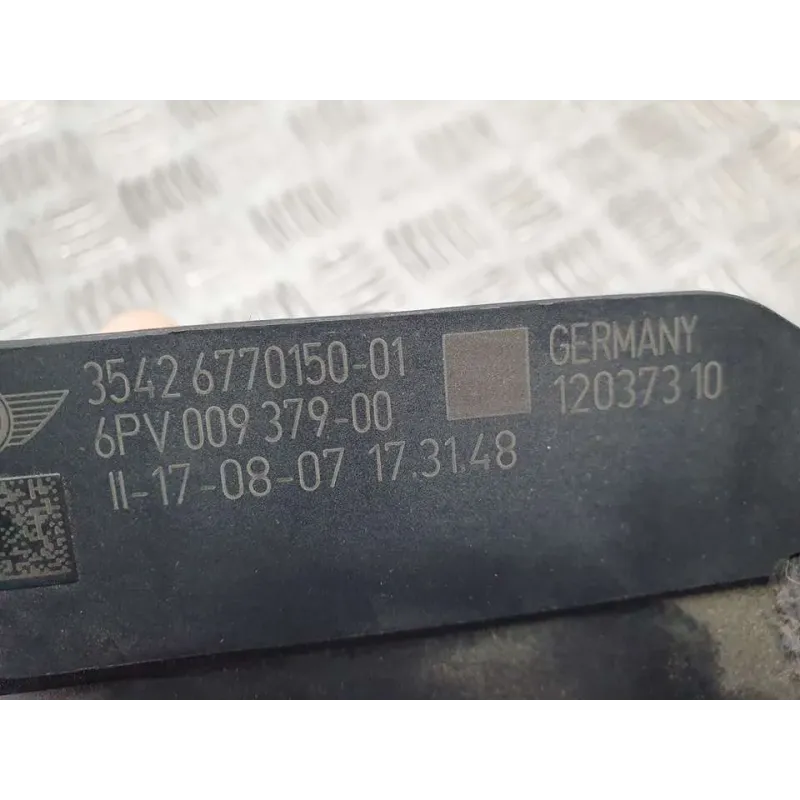 3542 6770150-01
6PV 009 379-00
II-17-08-07 17.31.48
GERMANY
12037310